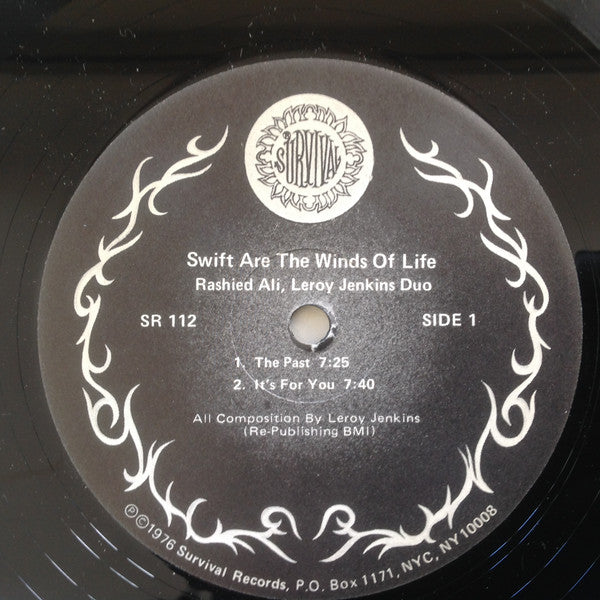 SURVIVAL
Swift Are The Winds Of Life
Rashied Ali, Leroy Jenkins Duo
SR 112
SIDE 1
1. The Past 7:25
2. It's For You 7:40
All Composition By Leroy Jenkins
(Re-Publishing BMI)
℗©1976 Survival Records, P.O. Box 1171, NYC, NY 10008